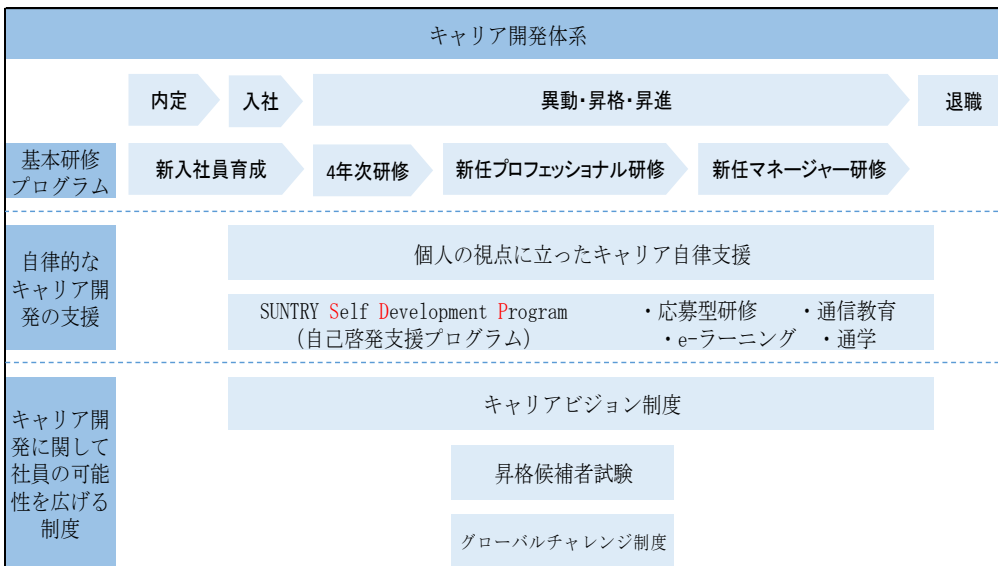 キャリア開発体系
内定
入社
異動・昇格・昇進
退職
基本研修
プログラム
新入社員育成
4年次研修
新任プロフェッショナル研修
新任マネージャー研修
自律的な
キャリア開
発の支援
個人の視点に立ったキャリア自律支援
SUNTRY Self Development Program
(自己啓発支援プログラム)
・応募型研修 ・通信教育
・e-ラーニング ・通学
キャリア開
発に関して
社員の可能
性を広げる
制度
キャリアビジョン制度
昇格候補者試験
グローバルチャレンジ制度